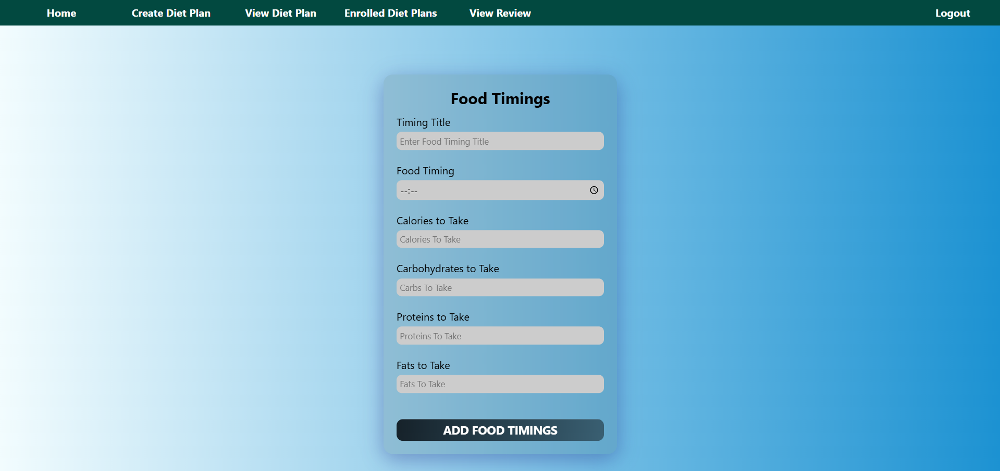 Home Create Diet Plan View Diet Plan Enrolled Diet Plans View Review Logout
Food Timings
Timing Title
Enter Food Timing Title
Food Timing
--:--
Calories to Take
Calories To Take
Carbohydrates to Take
Carbs To Take
Proteins to Take
Proteins To Take
Fats to Take
Fats To Take
ADD FOOD TIMINGS